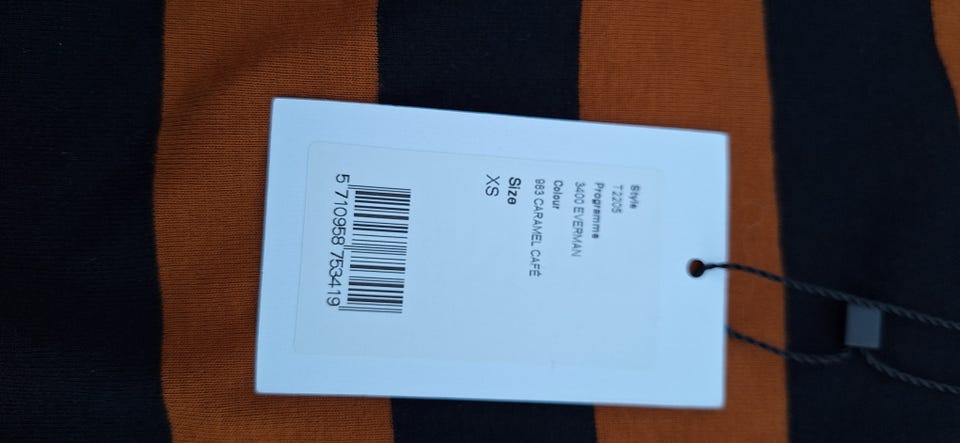 Style
T2205
Programme
3400 EVERMAN
Colour
983 CARAMEL CAFÉ
Size
XS
5 710958 753419